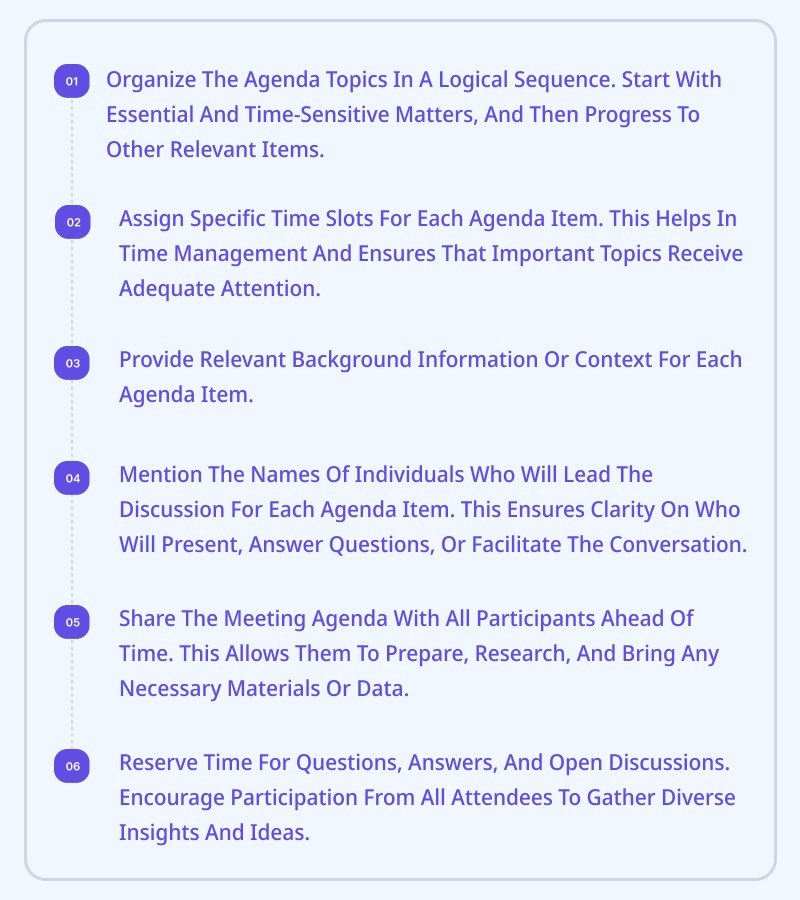 01 Organize The Agenda Topics In A Logical Sequence. Start With
Essential And Time-Sensitive Matters, And Then Progress To
Other Relevant Items.
02 Assign Specific Time Slots For Each Agenda Item. This Helps In
Time Management And Ensures That Important Topics Receive
Adequate Attention.
03 Provide Relevant Background Information Or Context For Each
Agenda Item.
04 Mention The Names Of Individuals Who Will Lead The
Discussion For Each Agenda Item. This Ensures Clarity On Who
Will Present, Answer Questions, Or Facilitate The Conversation.
05 Share The Meeting Agenda With All Participants Ahead Of
Time. This Allows Them To Prepare, Research, And Bring Any
Necessary Materials Or Data.
06 Reserve Time For Questions, Answers, And Open Discussions.
Encourage Participation From All Attendees To Gather Diverse
Insights And Ideas.